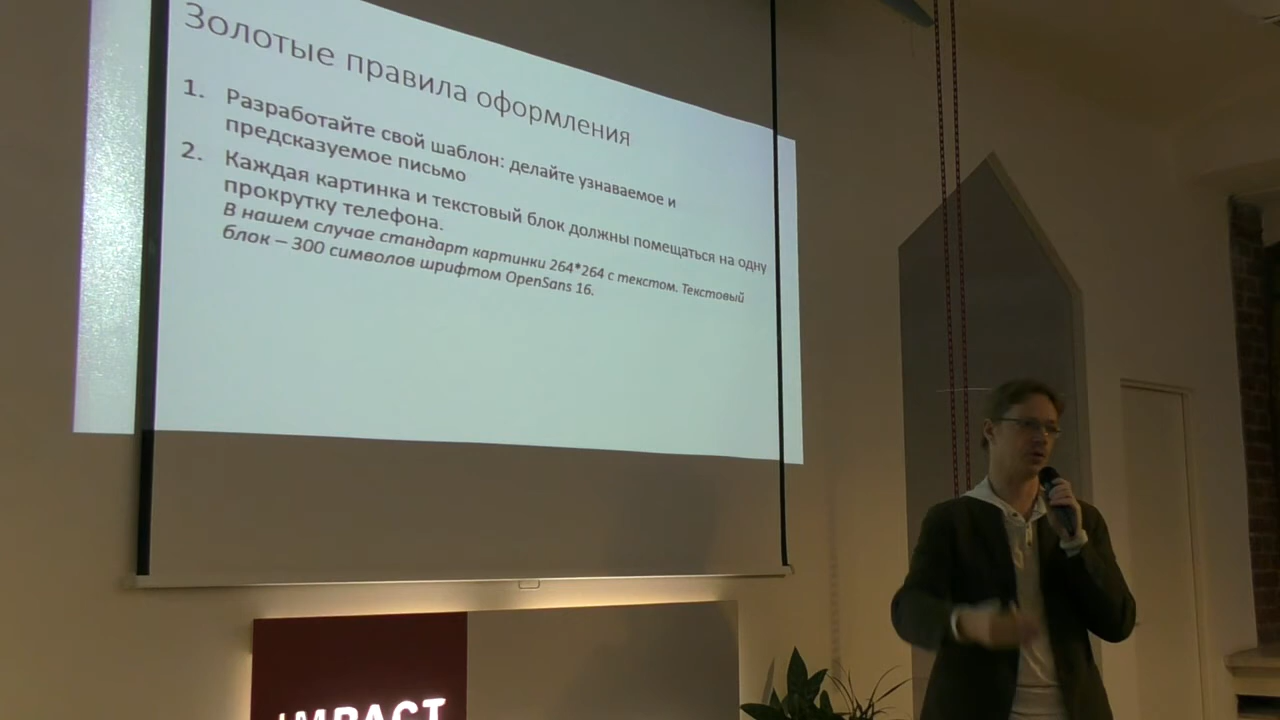 Золотые правила оформления
1. Разработайте свой шаблон: делайте узнаваемое и
предсказуемое письмо
2. Каждая картинка и текстовый блок должны помещаться на одну
прокрутку телефона.
В нашем случае стандарт картинки 264*264 с текстом. Текстовый
блок – 300 символов шрифтом OpenSans 16.
IMPACT